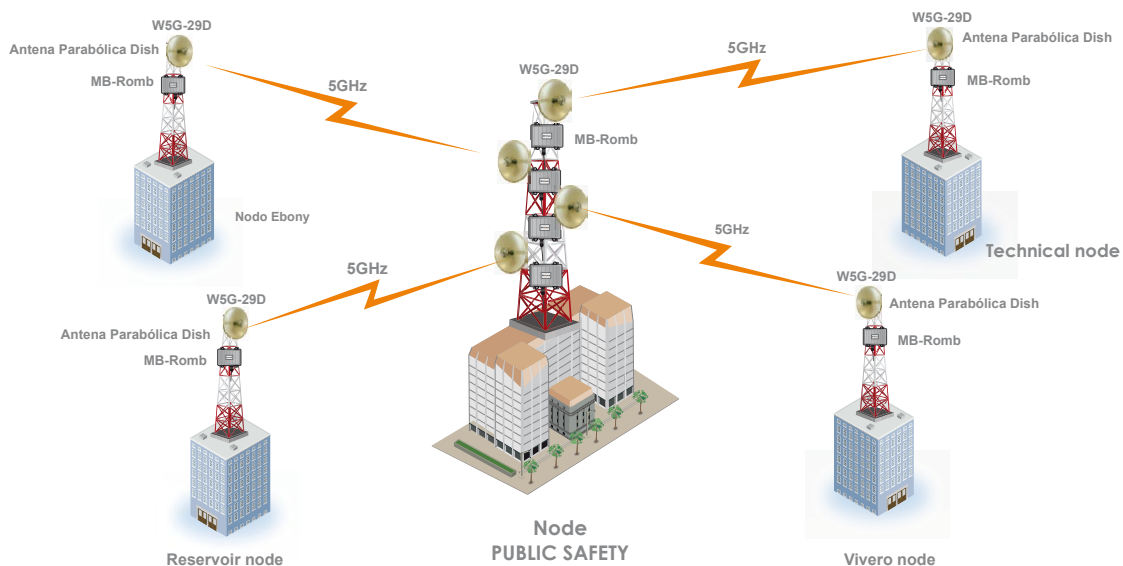 W5G-29D
Antena Parabólica Dish
MB-Romb
5GHz
Nodo Ebony
W5G-29D
MB-Romb
5GHz
W5G-29D
Antena Parabólica Dish
MB-Romb
Technical node
5GHz
W5G-29D
Antena Parabólica Dish
MB-Romb
Reservoir node
5GHz
W5G-29D
Antena Parabólica Dish
MB-Romb
Vivero node
Node
PUBLIC SAFETY